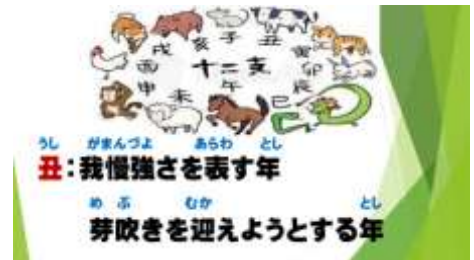 亥 子 丑
戌 寅
酉 十二支 卯
申 未 午 巳 辰
うし がまんづよ あらわ とし
丑:我慢強さを表す年
め ぶ むか とし
芽吹きを迎えようとする年